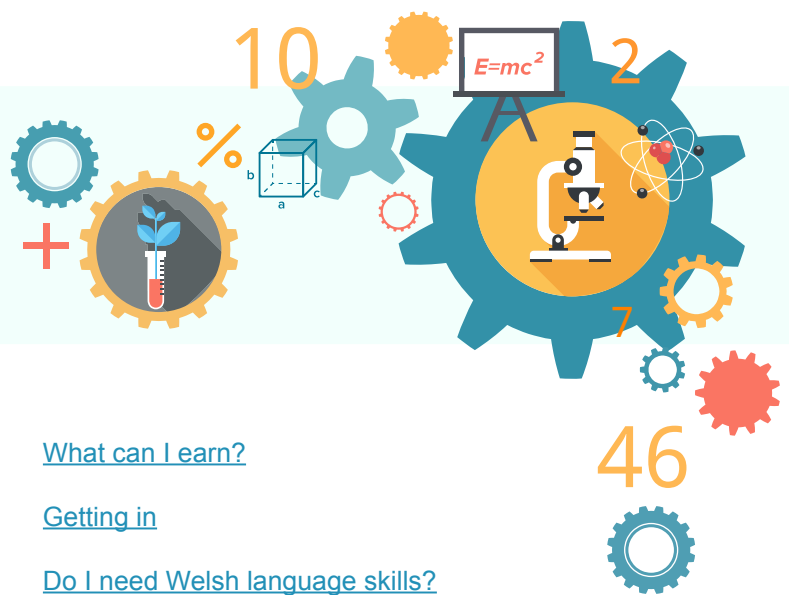 10
2
E=mc²
%
b
a
c
+
7
What can I earn?
46
Getting in
Do I need Welsh language skills?